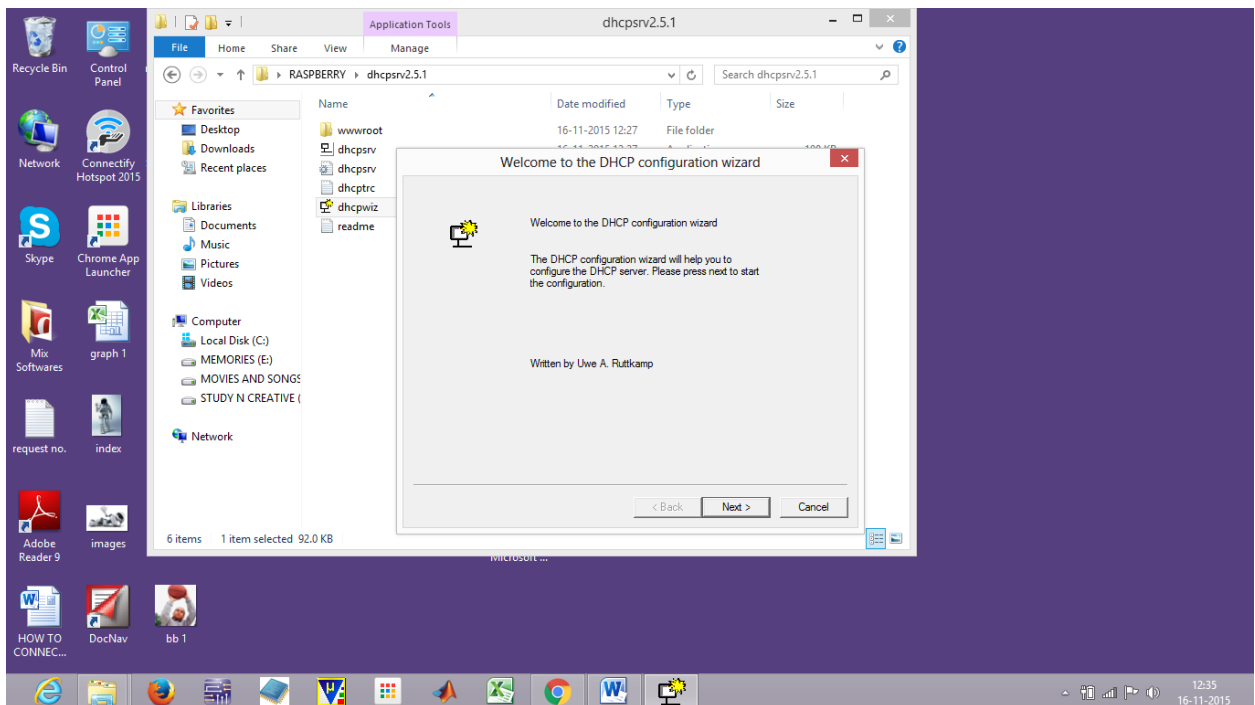 Recycle Bin
Control
Panel
Network
Connectify
Hotspot 2015
Skype
Chrome App
Launcher
Mix
Softwares
graph 1
request no.
index
Adobe
Reader 9
images
HOW TO
CONNEC...
DocNav
bb 1
Application Tools
dhcpsrv2.5.1
File Home Share View Manage
RASPBERRY dhcpsrv2.5.1
Search dhcpsrv2.5.1
Favorites
Desktop
Downloads
Recent places
Libraries
Documents
Music
Pictures
Videos
Computer
Local Disk (C:)
MEMORIES (E:)
MOVIES AND SONGS
STUDY N CREATIVE (
Network
Name Date modified Type Size
wwwroot 16-11-2015 12:27 File folder
dhcpsrv
dhcpsrv
dhcptrc
dhcpwiz
readme
Welcome to the DHCP configuration wizard
Welcome to the DHCP configuration wizard
The DHCP configuration wizard will help you to
configure the DHCP server. Please press next to start
the configuration.
Written by Uwe A. Ruttkamp
< Back Next > Cancel
6 items 1 item selected 92.0 KB
Microsoft ...
12:35
16-11-2015